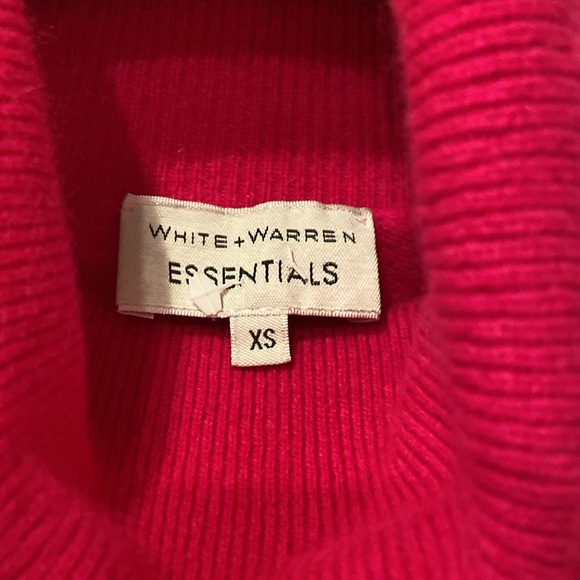 WHITE + WARREN
ESSENTIALS
XS